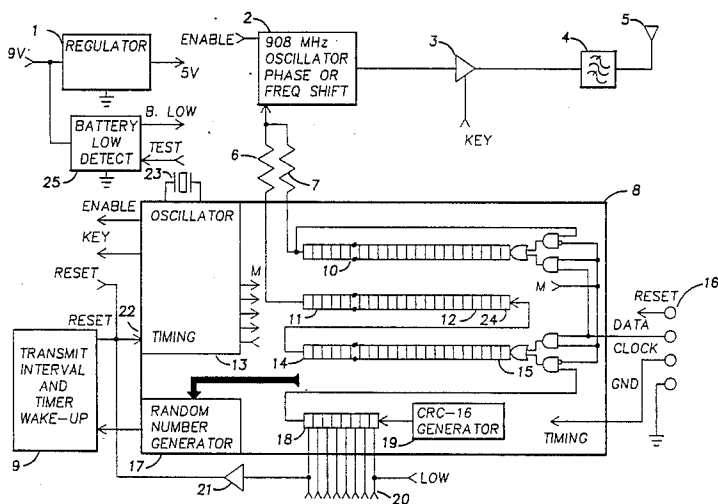 1
REGULATOR
9V
5V
BATTERY
LOW
DETECT
B. LOW
TEST
25
23
ENABLE
2
908 MHz
OSCILLATOR
PHASE OR
FREQ SHIFT
3
KEY
4
5
6
7
8
ENABLE
KEY
RESET
RESET
22
OSCILLATOR
TIMING
13
M
10
11
12
24
14
15
M
RESET
16
DATA
CLOCK
GND
TIMING
TRANSMIT
INTERVAL
AND
TIMER
WAKE-UP
9
RANDOM
NUMBER
GENERATOR
17
18
CRC-16
GENERATOR
19
21
LOW
20